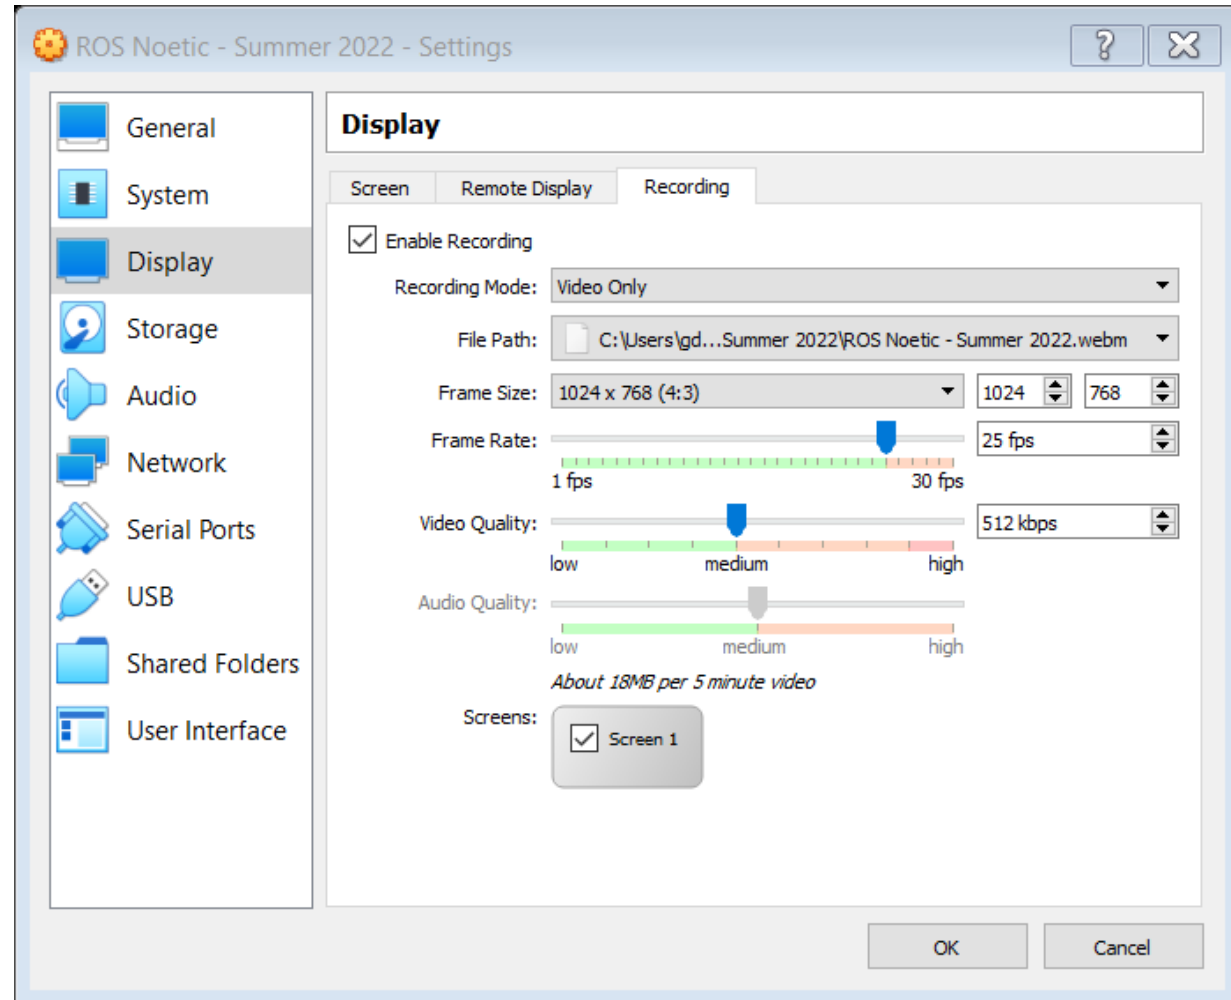 ROS Noetic - Summer 2022 - Settings
General
System
Display
Storage
Audio
Network
Serial Ports
USB
Shared Folders
User Interface
Display
Screen Remote Display Recording
Enable Recording
Recording Mode: Video Only
File Path: C:\Users\gd...Summer 2022\ROS Noetic - Summer 2022.webm
Frame Size: 1024 x 768 (4:3) 1024 768
Frame Rate: 25 fps
1 fps 30 fps
Video Quality: 512 kbps
low medium high
Audio Quality:
low medium high
About 18MB per 5 minute video
Screens: Screen 1
OK Cancel